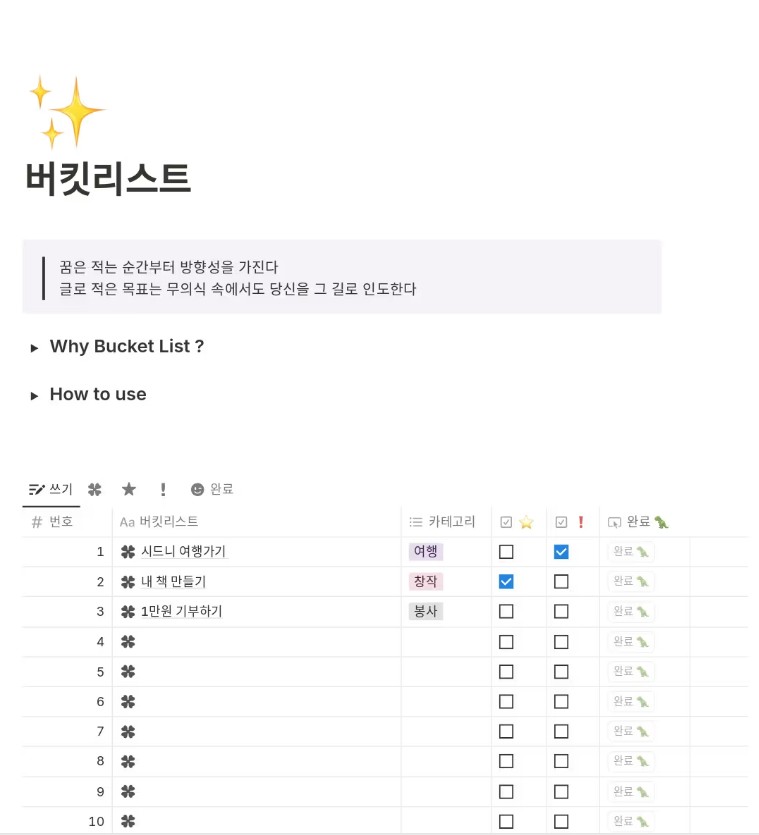 버킷리스트
꿈은 적는 순간부터 방향성을 가진다
글로 적은 목표는 무의식 속에서도 당신을 그 길로 인도한다
Why Bucket List ?
How to use
쓰기 완료
# 번호 Aa 버킷리스트 카테고리 ⭐ ❗ 완료 🦖
1 시드니 여행가기 여행 완료 🦖
2 내 책 만들기 창작 완료 🦖
3 1만원 기부하기 봉사 완료 🦖
4 완료 🦖
5 완료 🦖
6 완료 🦖
7 완료 🦖
8 완료 🦖
9 완료 🦖
10 완료 🦖